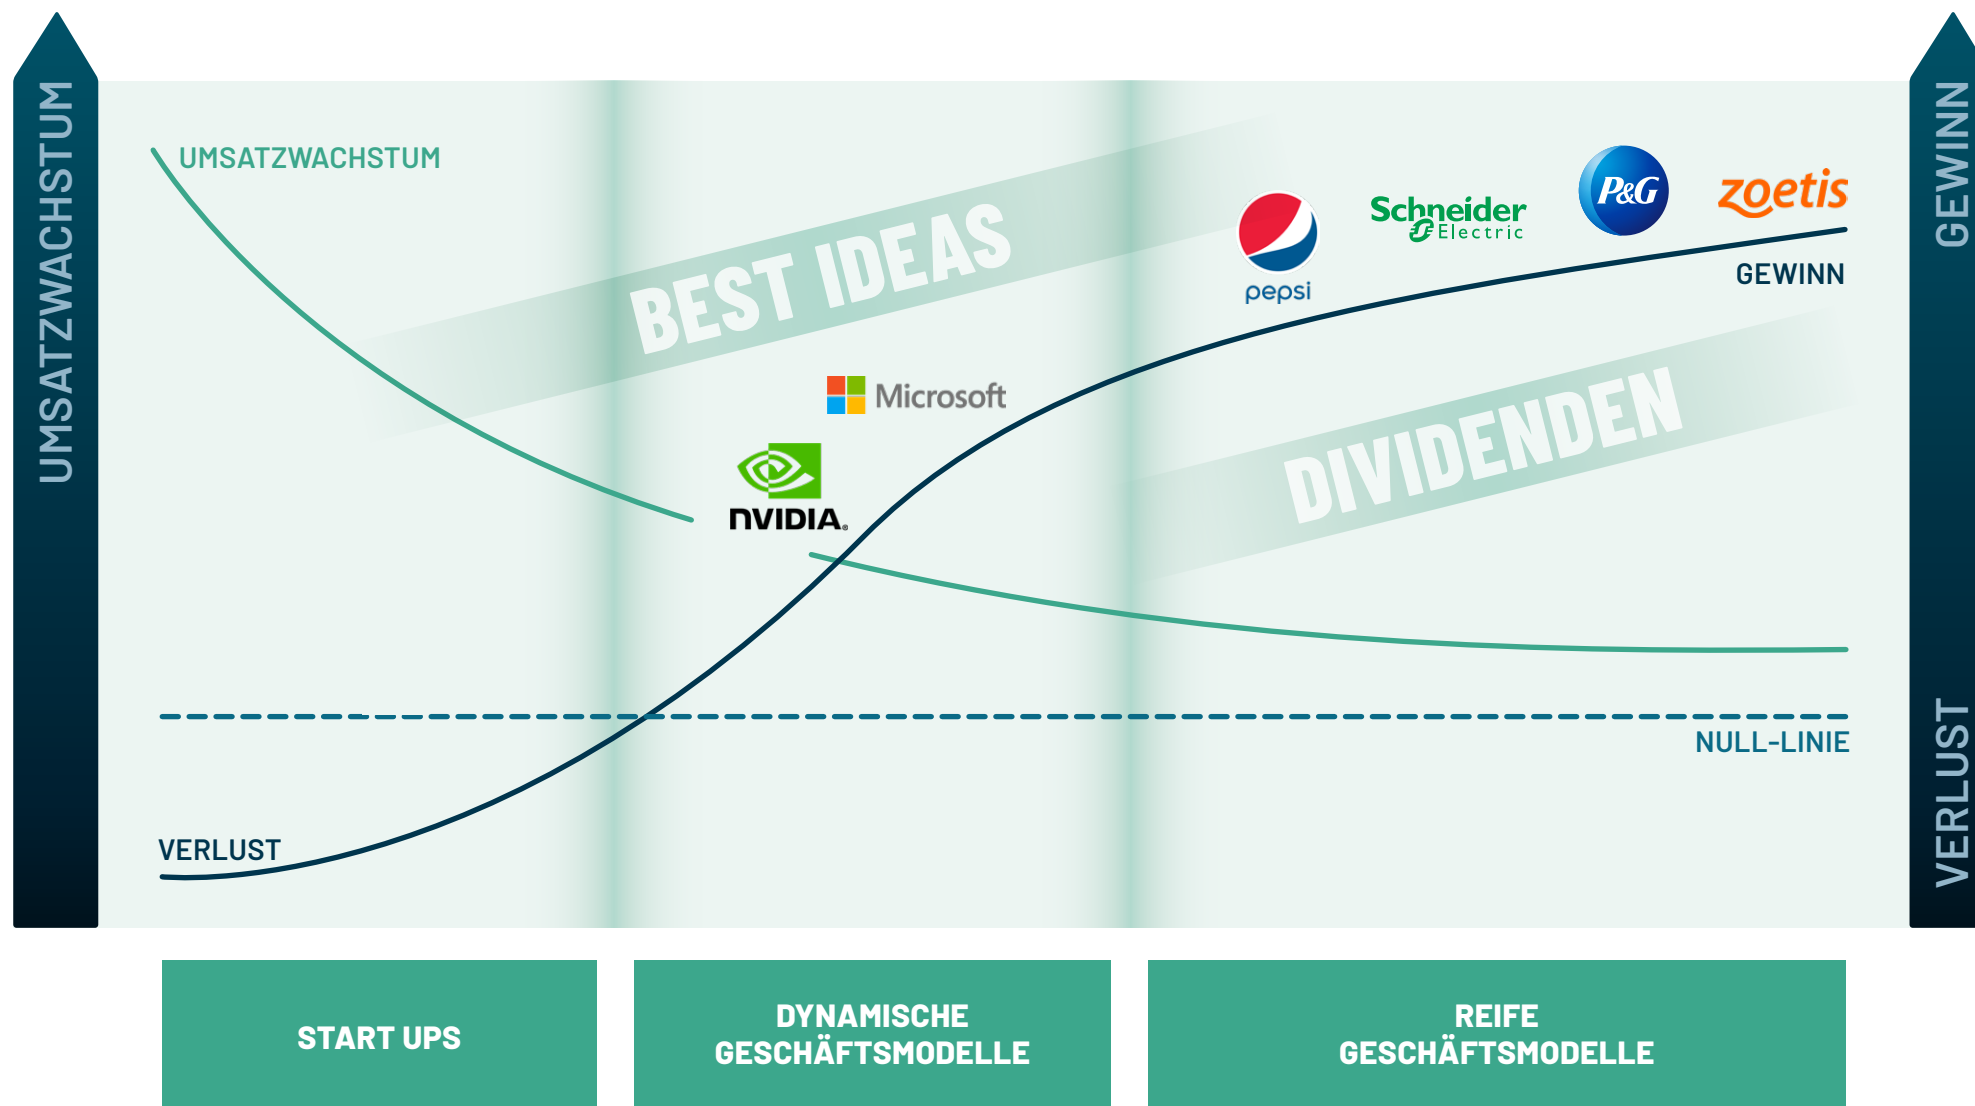 UMSATZWACHSTUM
GEWINN
VERLUST
UMSATZWACHSTUM
BEST IDEAS
pepsi
Schneider
Electric
P&G
zoetis
GEWINN
Microsoft
NVIDIA®
DIVIDENDEN
NULL-LINIE
VERLUST
START UPS
DYNAMISCHE
GESCHÄFTSMODELLE
REIFE
GESCHÄFTSMODELLE